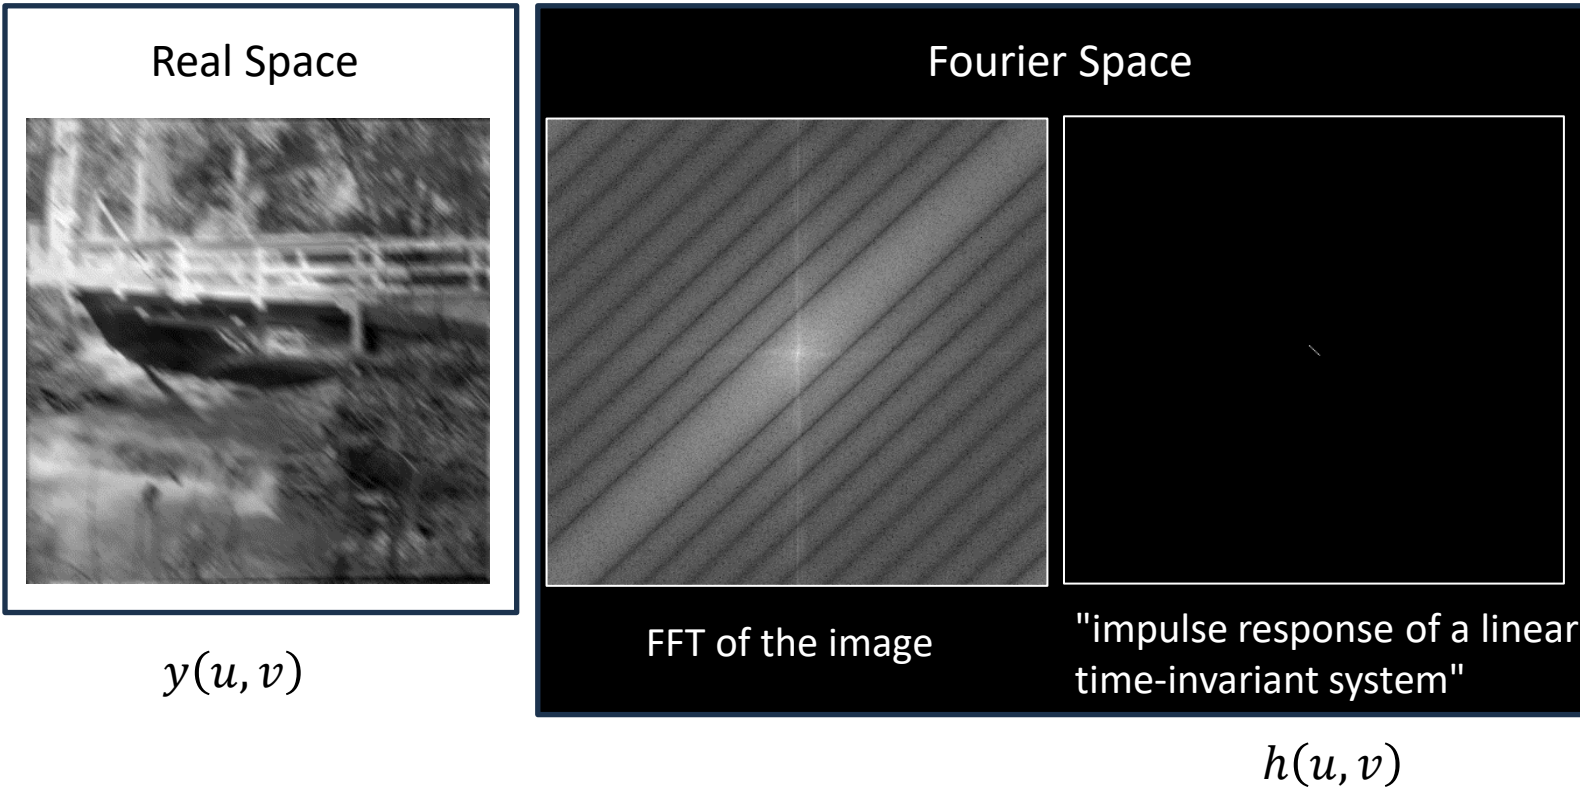 Real Space
Fourier Space
FFT of the image
"impulse response of a linear
time-invariant system"
y(u, v)
h(u, v)